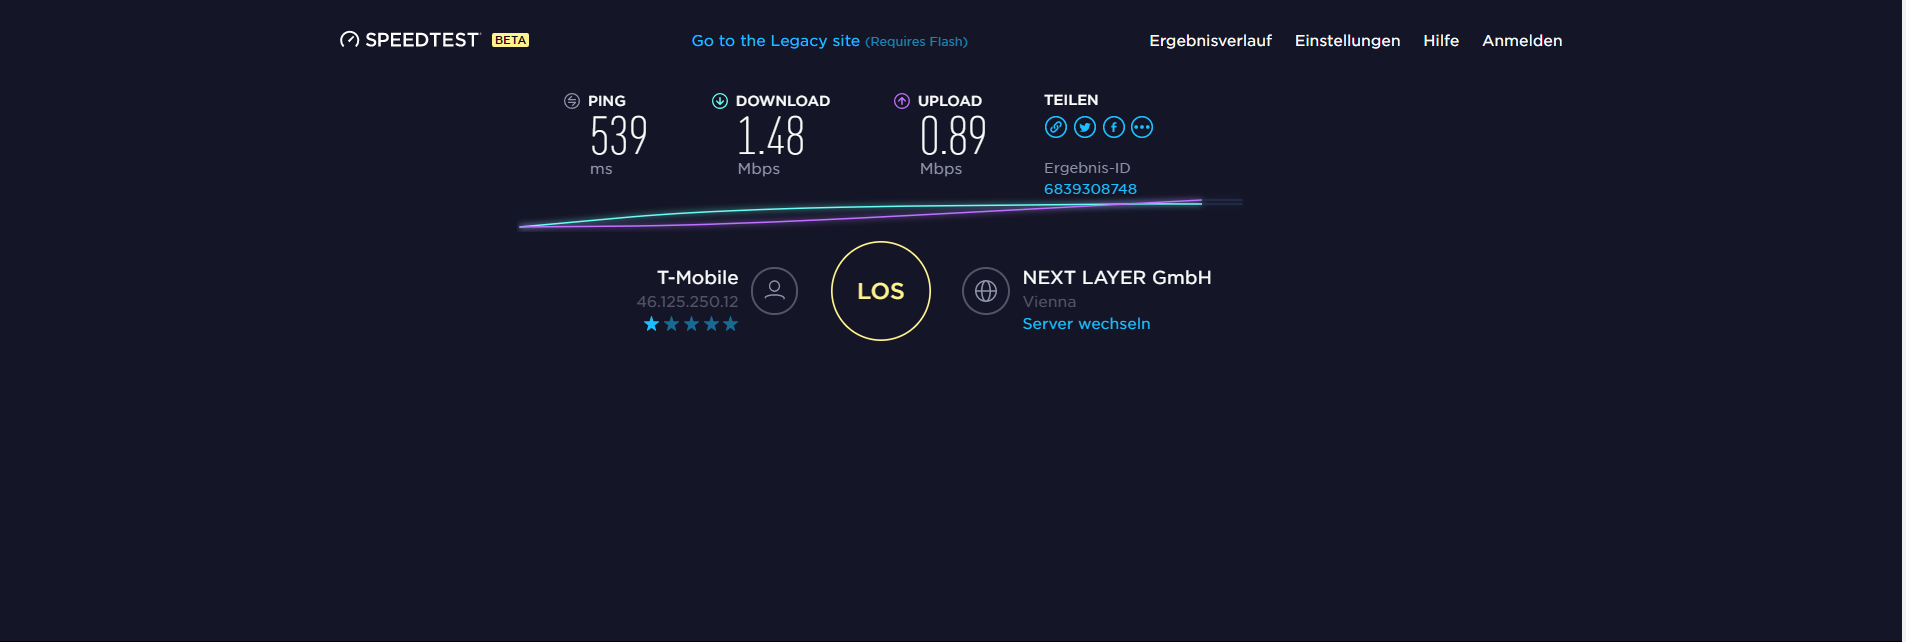 SPEEDTEST BETA
Go to the Legacy site (Requires Flash)
Ergebnisverlauf Einstellungen Hilfe Anmelden
PING
539
ms
DOWNLOAD
1.48
Mbps
UPLOAD
0.89
Mbps
TEILEN
Ergebnis-ID
6839308748
T-Mobile
46.125.250.12
LOS
NEXT LAYER GmbH
Vienna
Server wechseln